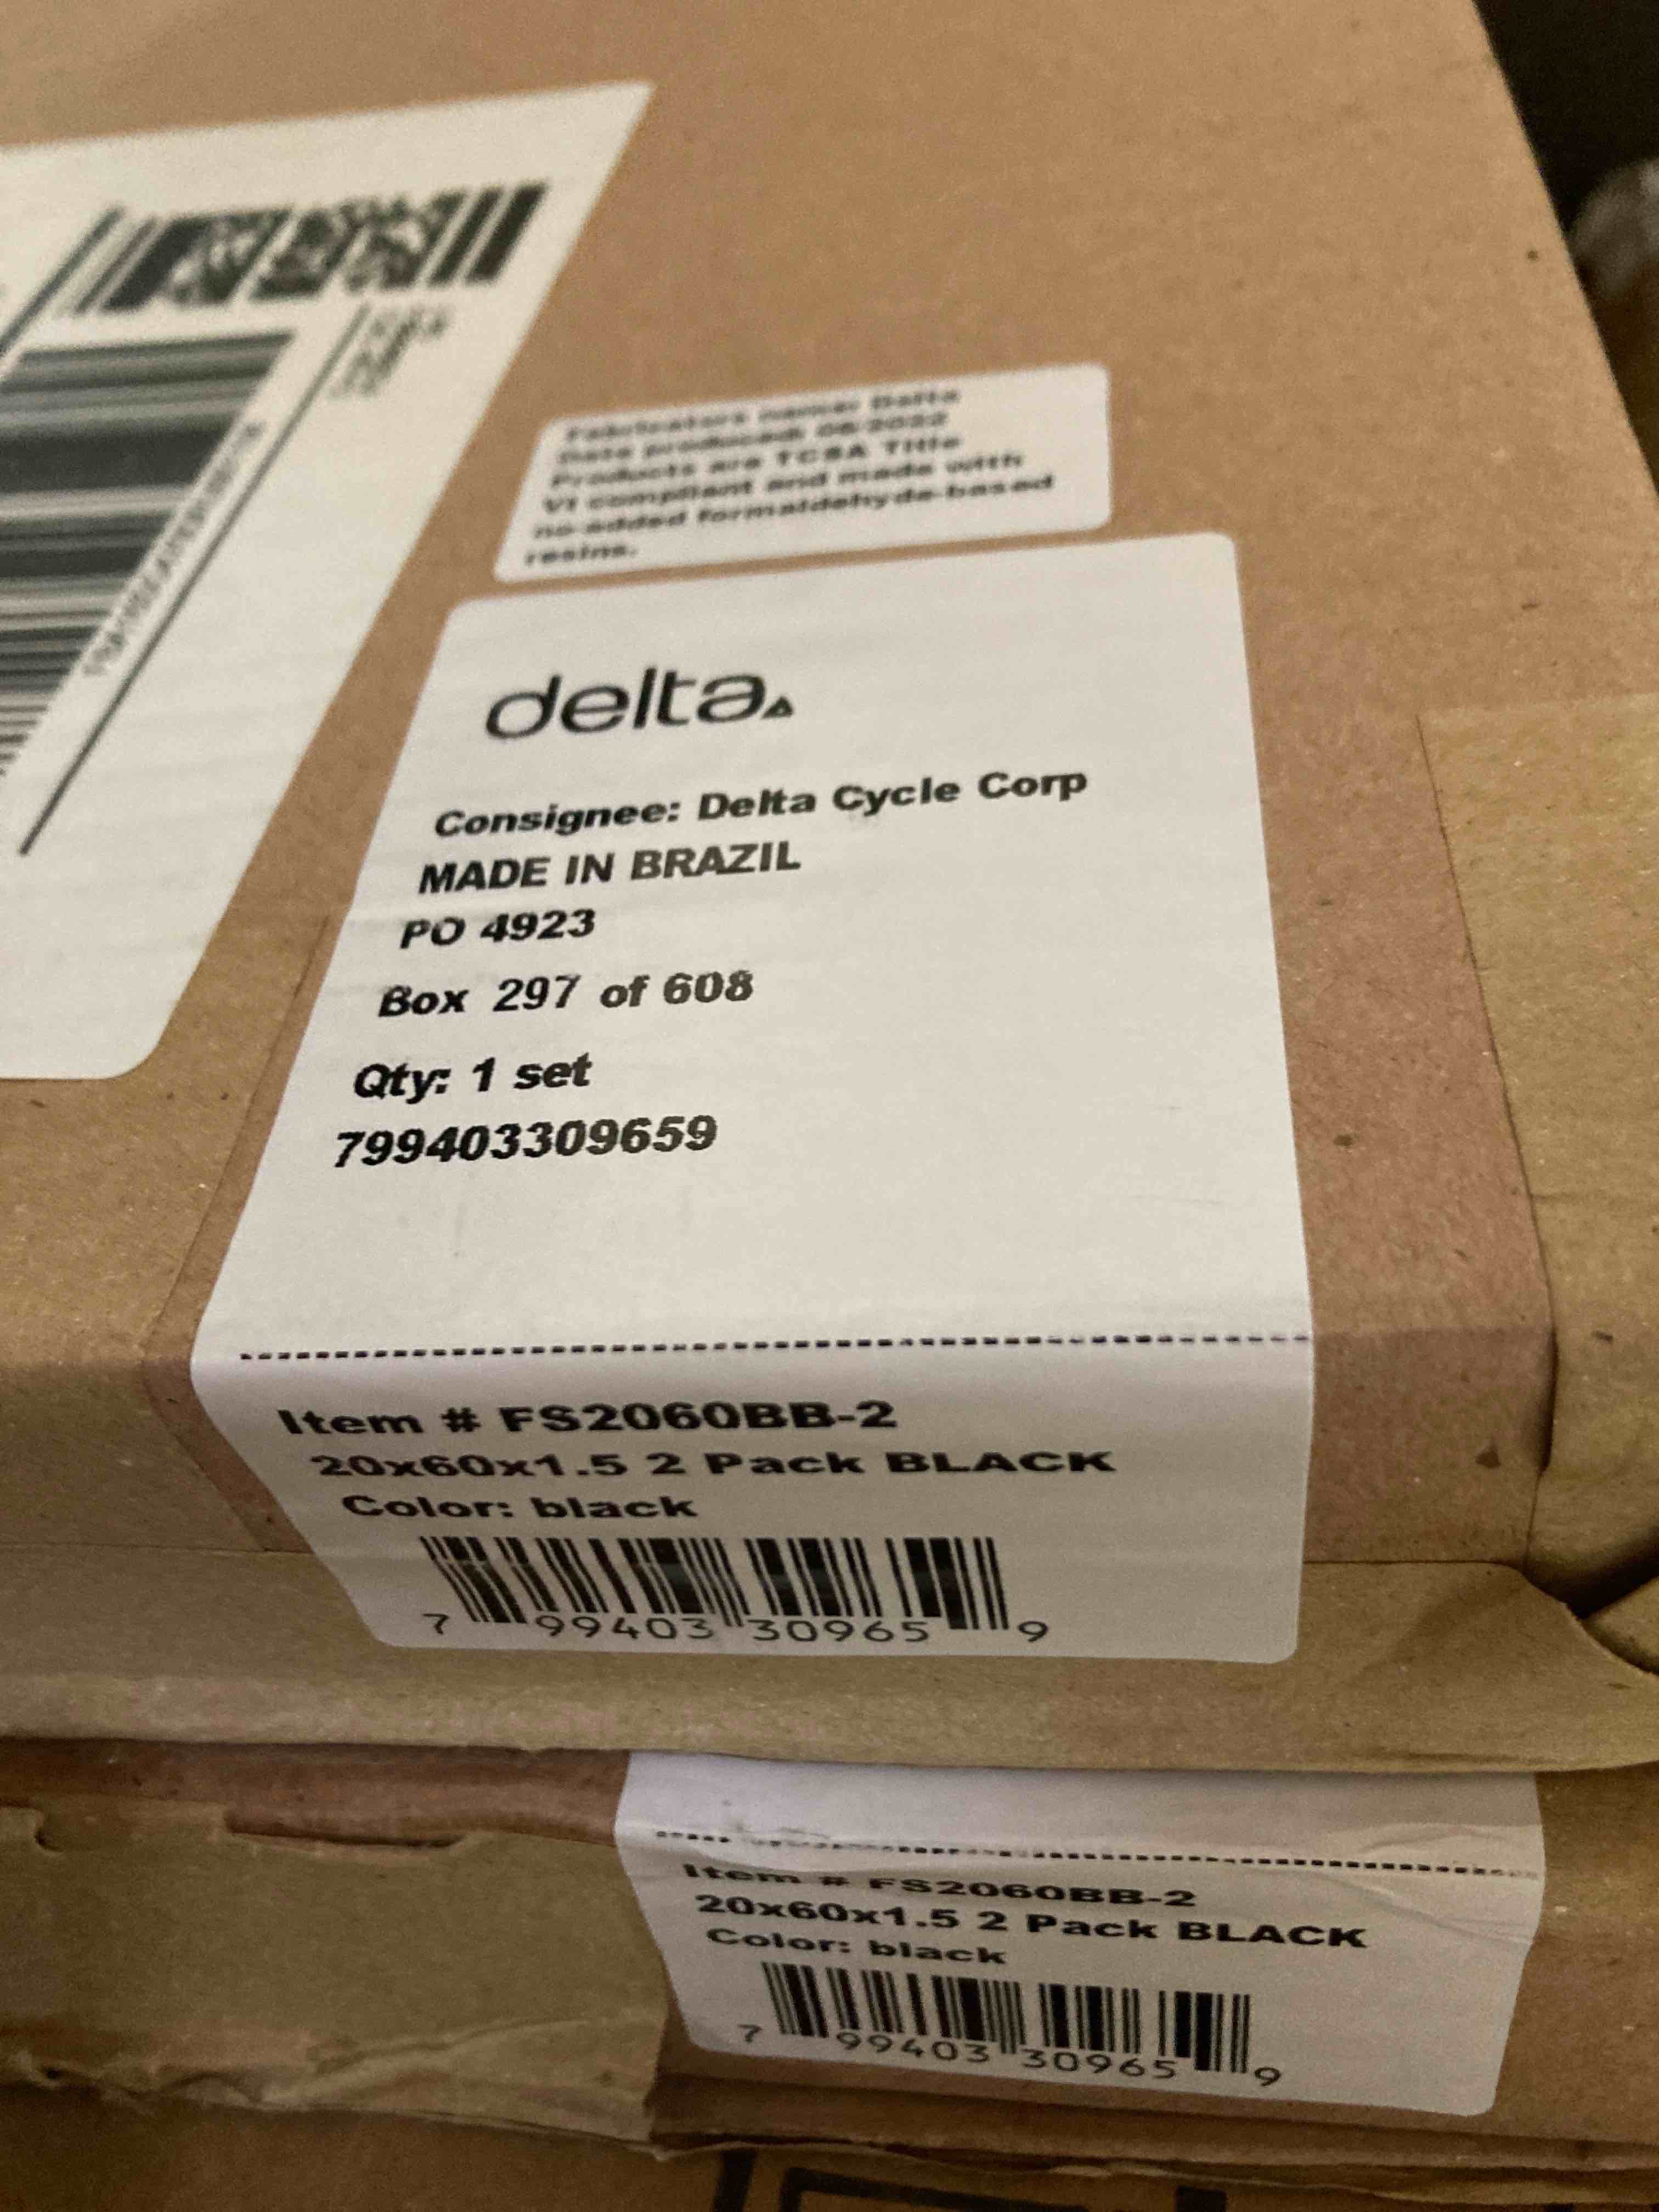 Fabricators name: Delta
Date produced: 06/2022
Products are TCSA Title
VI compliant and made with
no-added formaldehyde-based
resins.
delta
Consignee: Delta Cycle Corp
MADE IN BRAZIL
PO 4923
Box 297 of 608
Qty: 1 set
799403309659
Item # FS2060BB-2
20x60x1.5 2 Pack BLACK
Color: black
7 99403 30965 9
Item # FS2060BB-2
20x60x1.5 2 Pack BLACK
Color: black
7 99403 30965 9